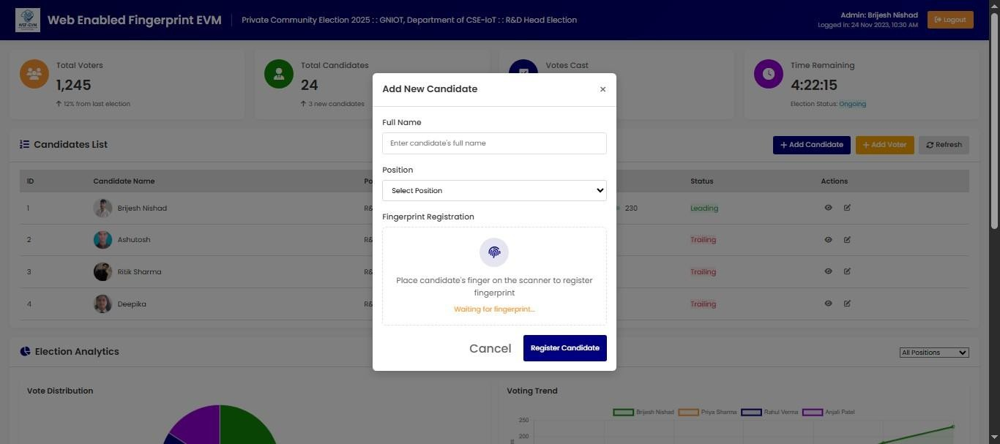 WEF-EVM
Web Enabled Fingerprint EVM
Private Community Election 2025 : : GNIOT, Department of CSE-IoT : : R&D Head Election
Admin: Brijesh Nishad
Logged in: 24 Nov 2023, 10:30 AM
Logout
Total Voters
1,245
12% from last election
Total Candidates
24
3 new candidates
Votes Cast
Time Remaining
4:22:15
Election Status: Ongoing
Add New Candidate
×
Full Name
Enter candidate's full name
Position
Select Position
Fingerprint Registration
Place candidate's finger on the scanner to register
fingerprint
Waiting for fingerprint...
Cancel
Register Candidate
Candidates List
+ Add Candidate
+ Add Voter
Refresh
ID Candidate Name Po Status Actions
1 Brijesh Nishad R& 230 Leading
2 Ashutosh R& Trailing
3 Ritik Sharma R& Trailing
4 Deepika R& Trailing
Election Analytics
All Positions
Vote Distribution
Voting Trend
Brijesh Nishad Priya Sharma Rahul Verma Anjali Patel
250
200